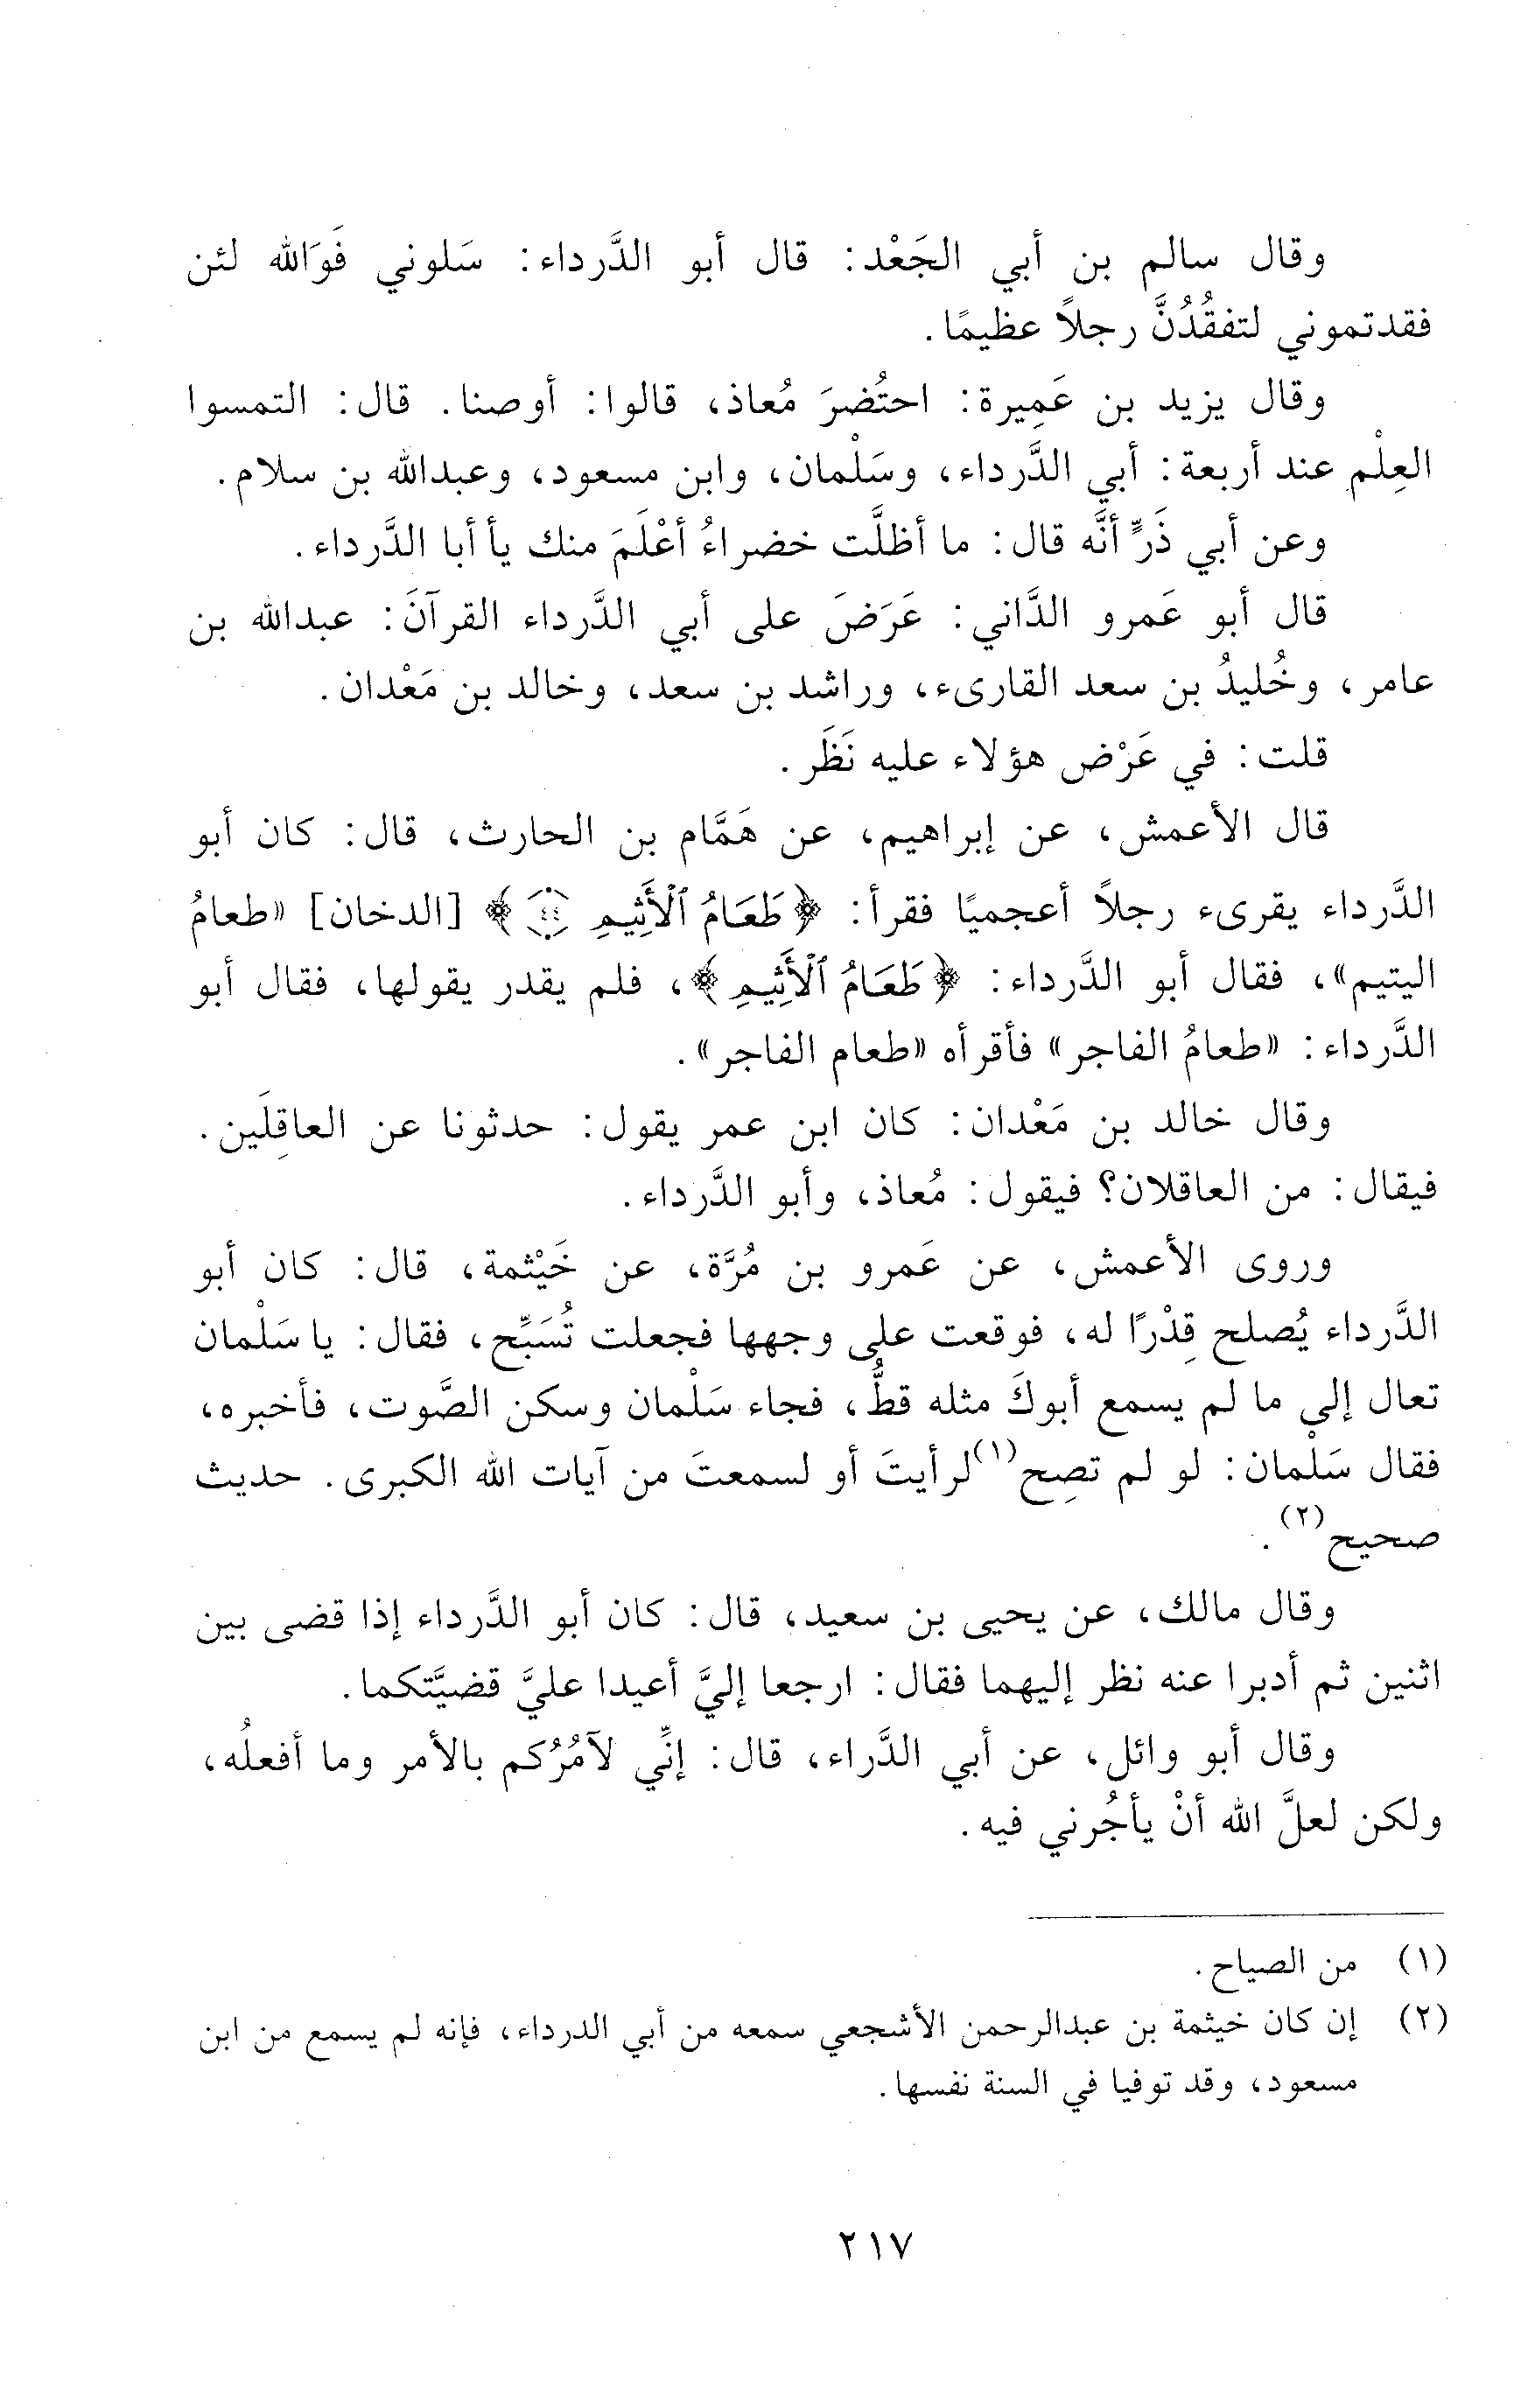 وقال سالم بن أبي الجَعْد: قال أبو الدَّرداء: سَلوني فَوَالله لئن
فقدتموني لتفقُدُنَّ رجلاً عظيمًا.
وقال يزيد بن عَمِيرة: احتُضرَ مُعاذ، قالوا: أوصنا. قال: التمسوا
العِلْم عند أربعة: أبي الدَّرداء، وسَلْمان، وابن مسعود، وعبدالله بن سلام.
وعن أبي ذَرٍّ أنَّه قال: ما أظلَّت خضراءُ أعْلَمَ منك يأ أبا الدَّرداء.
قال أبو عَمرو الدَّاني: عَرَضَ على أبي الدَّرداء القرآنَ: عبدالله بن
عامر، وخُليدُ بن سعد القارىء، وراشد بن سعد، وخالد بن مَعْدان.
قلت: في عَرْض هؤلاء عليه نَظَر.
قال الأعمش، عن إبراهيم، عن هَمَّام بن الحارث، قال: كان أبو
الدَّرداء يقرىء رجلاً أعجميًا فقرأ: ﴿طَعَامُ ٱلْأَثِيمِ ٤٤﴾ [الدخان] «طعامُ
اليتيم»، فقال أبو الدَّرداء: ﴿طَعَامُ ٱلْأَثِيمِ﴾، فلم يقدر يقولها، فقال أبو
الدَّرداء: «طعامُ الفاجر» فأقرأه «طعام الفاجر».
وقال خالد بن مَعْدان: كان ابن عمر يقول: حدثونا عن العاقِلَين.
فيقال: من العاقلان؟ فيقول: مُعاذ، وأبو الدَّرداء.
وروى الأعمش، عن عَمرو بن مُرَّة، عن خَيْثمة، قال: كان أبو
الدَّرداء يُصلح قِدْرًا له، فوقعت على وجهها فجعلت تُسَبِّح، فقال: يا سَلْمان
تعال إلى ما لم يسمع أبوكَ مثله قطُّ، فجاء سَلْمان وسكن الصَّوت، فأخبره،
فقال سَلْمان: لو لم تصِح(١) لرأيتَ أو لسمعتَ من آيات الله الكبرى. حديث
صحيح(٢).
وقال مالك، عن يحيى بن سعيد، قال: كان أبو الدَّرداء إذا قضى بين
اثنين ثم أدبرا عنه نظر إليهما فقال: ارجعا إليَّ أعيدا عليَّ قضيَّتكما.
وقال أبو وائل، عن أبي الدَّراء، قال: إنِّي لآمُرُكم بالأمر وما أفعلُه،
ولكن لعلَّ الله أنْ يأجُرني فيه.
(١) من الصياح.
(٢) إن كان خيثمة بن عبدالرحمن الأشجعي سمعه من أبي الدرداء، فإنه لم يسمع من ابن
مسعود، وقد توفيا في السنة نفسها.
٢١٧